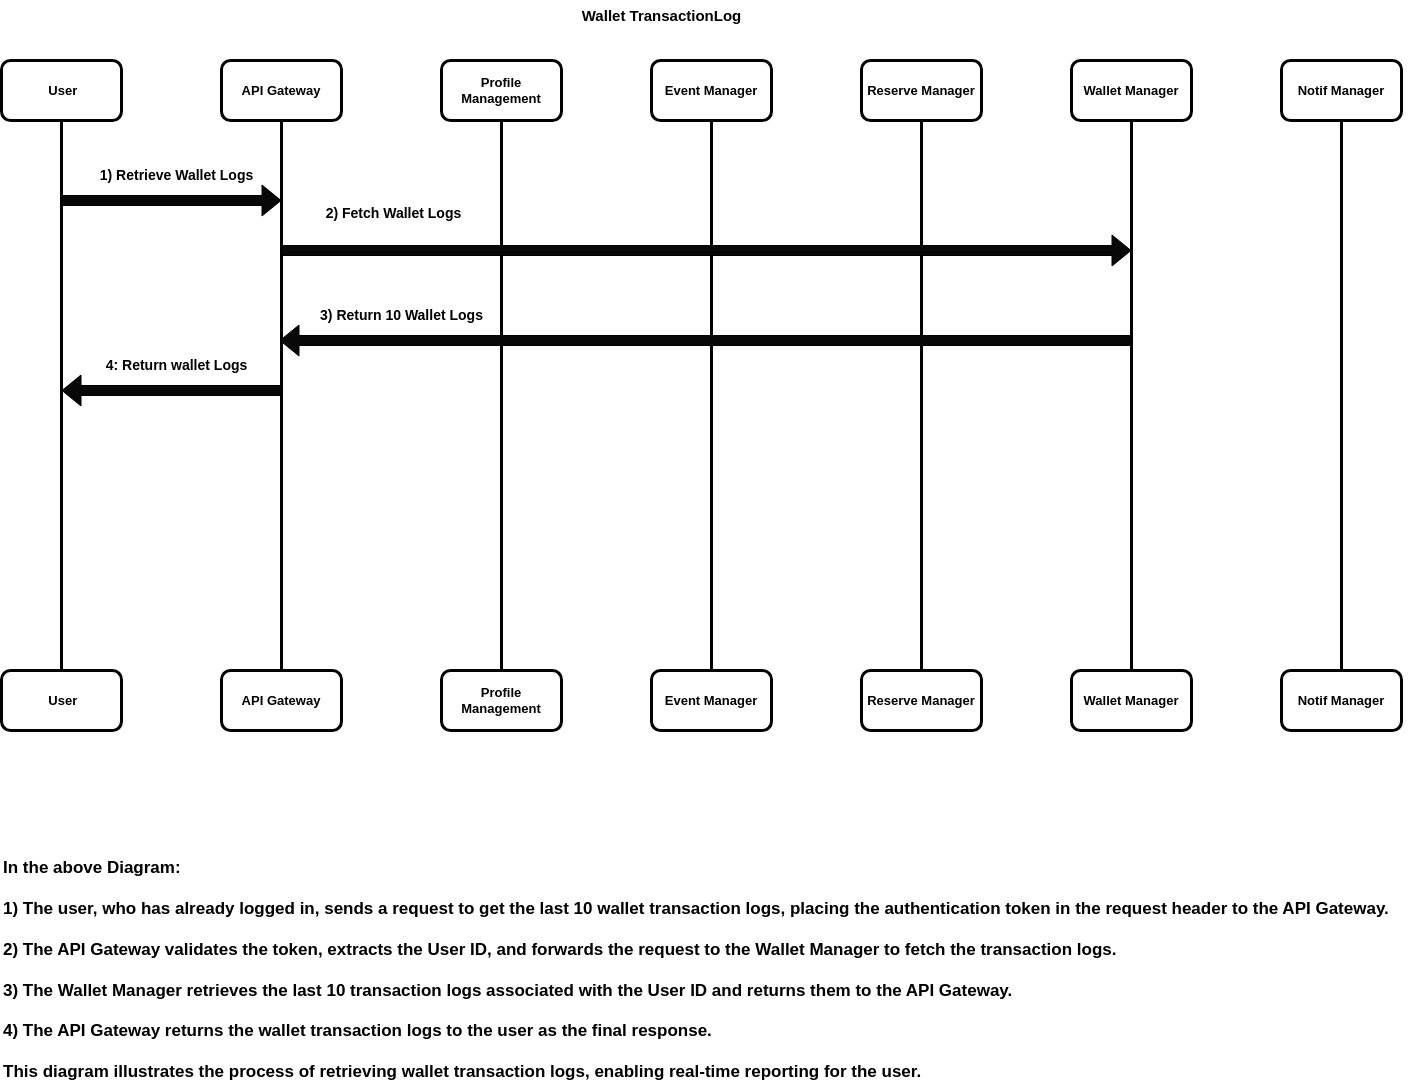 Wallet TransactionLog
User
API Gateway
Profile
Management
Event Manager
Reserve Manager
Wallet Manager
Notif Manager
1) Retrieve Wallet Logs
2) Fetch Wallet Logs
3) Return 10 Wallet Logs
4: Return wallet Logs
User
API Gateway
Profile
Management
Event Manager
Reserve Manager
Wallet Manager
Notif Manager
In the above Diagram:
1) The user, who has already logged in, sends a request to get the last 10 wallet transaction logs, placing the authentication token in the request header to the API Gateway.
2) The API Gateway validates the token, extracts the User ID, and forwards the request to the Wallet Manager to fetch the transaction logs.
3) The Wallet Manager retrieves the last 10 transaction logs associated with the User ID and returns them to the API Gateway.
4) The API Gateway returns the wallet transaction logs to the user as the final response.
This diagram illustrates the process of retrieving wallet transaction logs, enabling real-time reporting for the user.